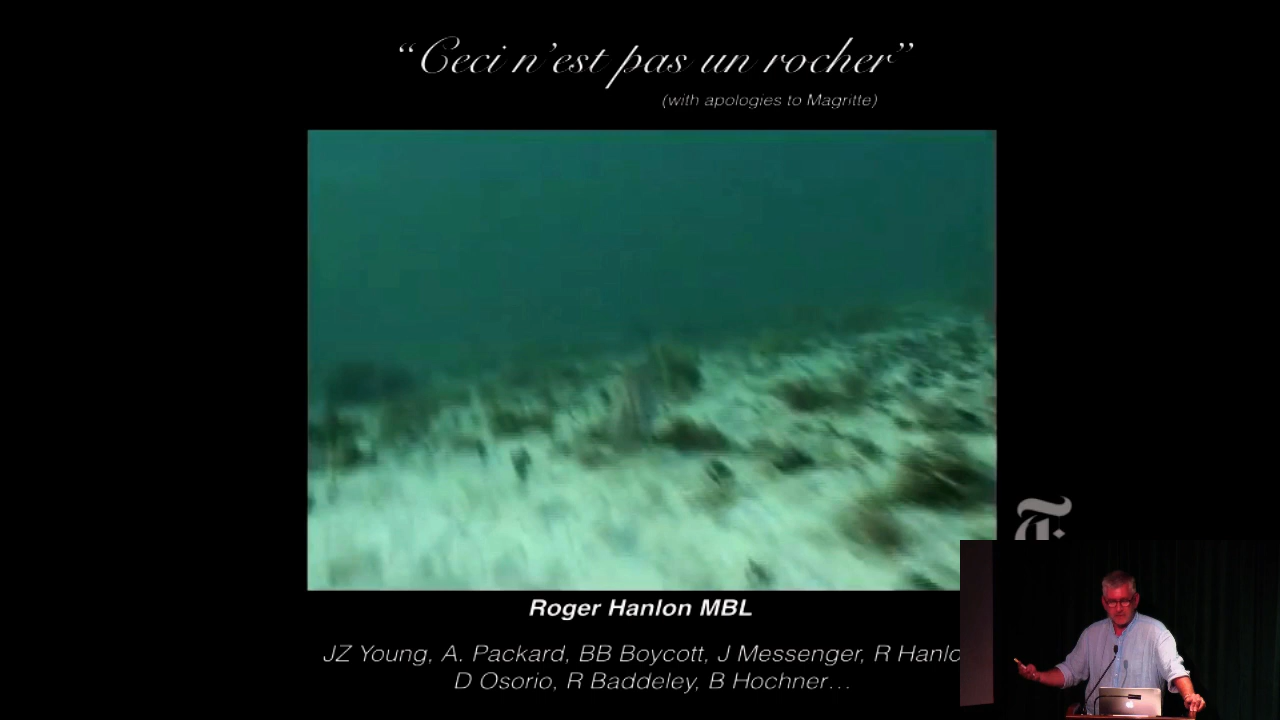 “Ceci n’est pas un rocher”
(with apologies to Magritte)
Roger Hanlon MBL
JZ Young, A. Packard, BB Boycott, J Messenger, R Hanlo
D Osorio, R Baddeley, B Hochner…